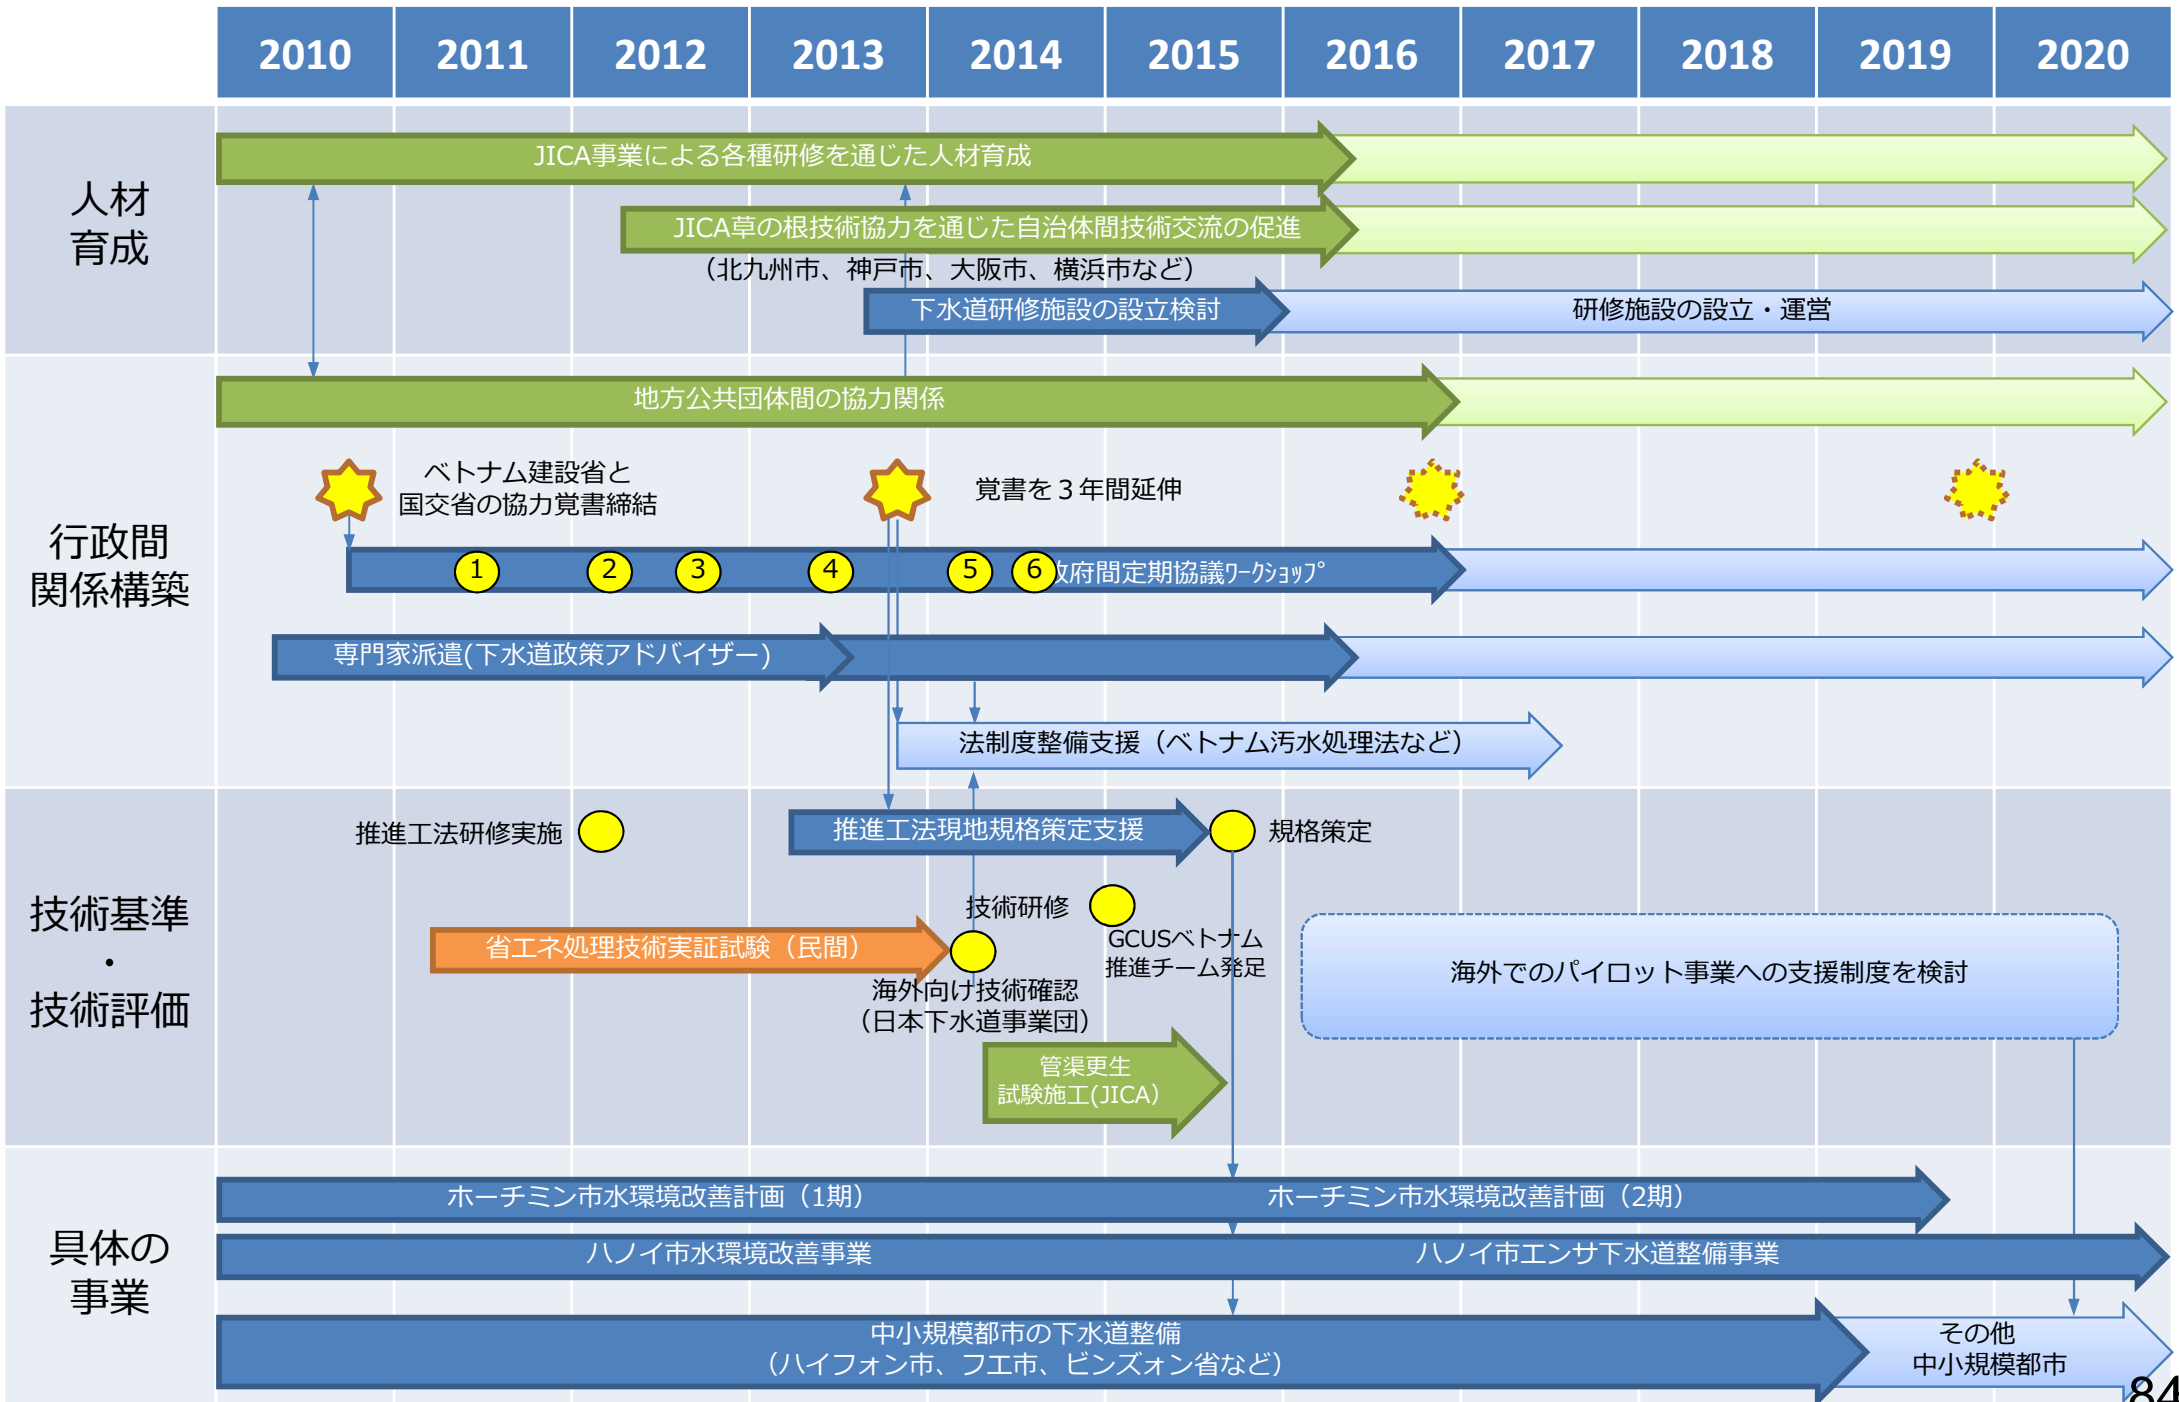 2010 2011 2012 2013 2014 2015 2016 2017 2018 2019 2020
人材
育成
JICA事業による各種研修を通じた人材育成
JICA草の根技術協力を通じた自治体間技術交流の促進
（北九州市、神戸市、大阪市、横浜市など）
下水道研修施設の設立検討
研修施設の設立・運営
行政間
関係構築
地方公共団体間の協力関係
ベトナム建設省と
国交省の協力覚書締結
覚書を３年間延伸
1 2 3 4 5 6 府間定期協議ﾜｰｸｼｮｯﾌﾟ
専門家派遣(下水道政策アドバイザー)
法制度整備支援（ベトナム汚水処理法など）
技術基準
・
技術評価
推進工法研修実施
推進工法現地規格策定支援
規格策定
技術研修
省エネ処理技術実証試験（民間）
GCUSベトナム
推進チーム発足
海外向け技術確認
（日本下水道事業団）
海外でのパイロット事業への支援制度を検討
管渠更生
試験施工(JICA）
具体の
事業
ホーチミン市水環境改善計画（1期）
ホーチミン市水環境改善計画（2期）
ハノイ市水環境改善事業
ハノイ市エンサ下水道整備事業
中小規模都市の下水道整備
（ハイフォン市、フエ市、ビンズォン省など）
その他
中小規模都市
84